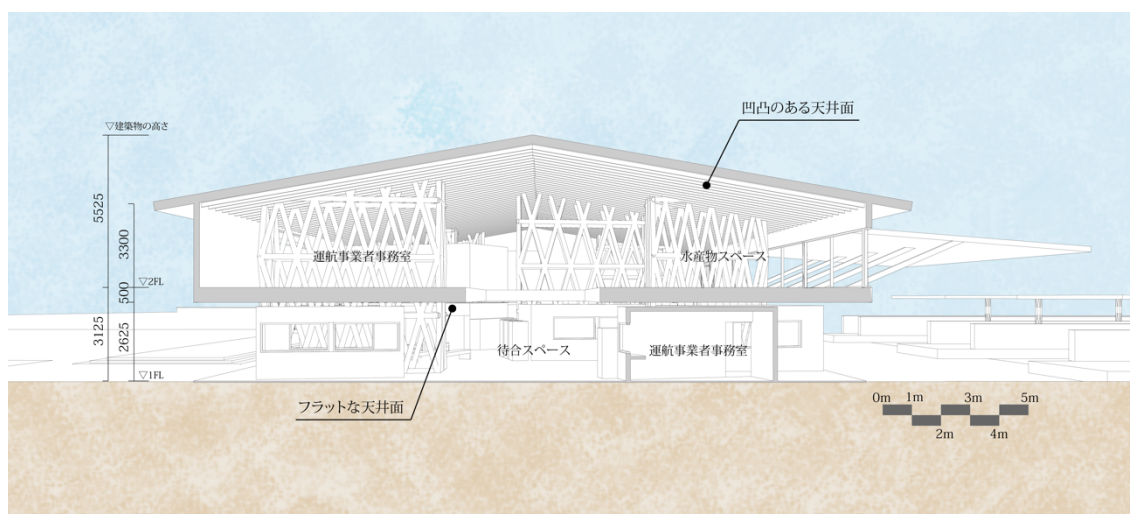 凹凸のある天井面
▽建築物の高さ
5525
3300
運航事業者事務室
水産物スペース
▽2FL
500
3125
2625
待合スペース
運航事業者事務室
▽1FL
フラットな天井面
0m 1m 3m 5m
2m 4m